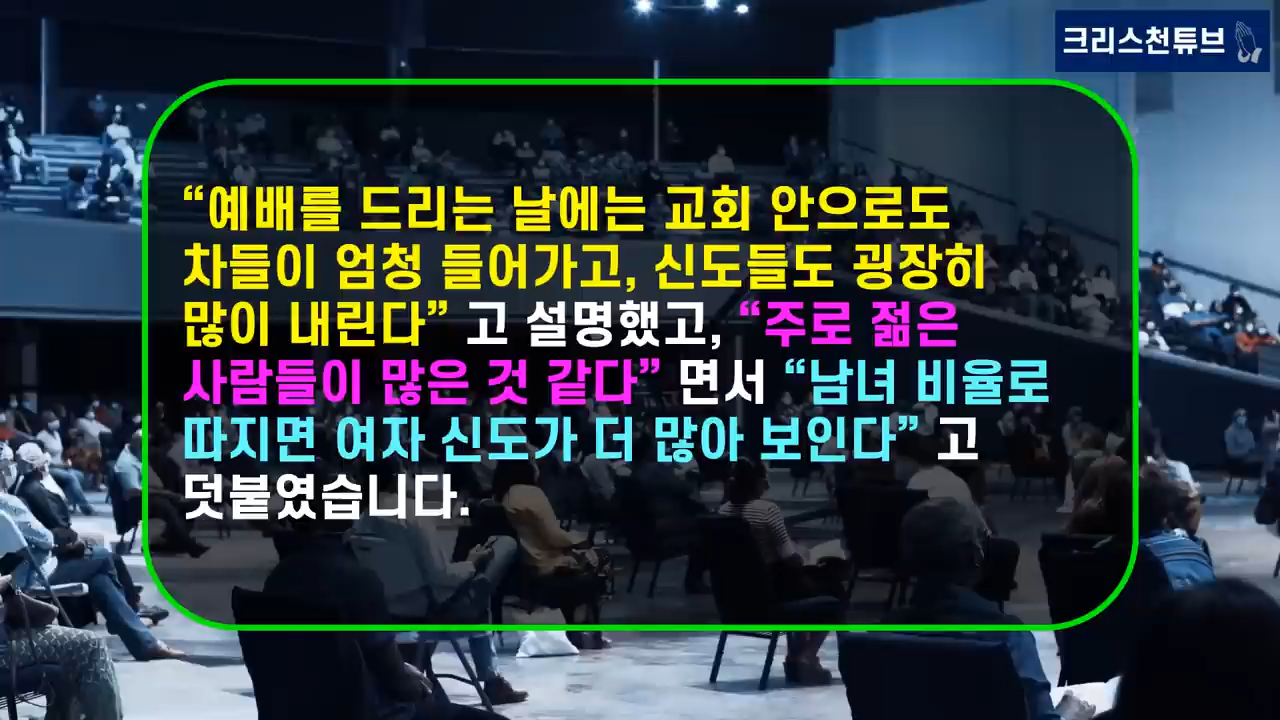 크리스천튜브
“예배를 드리는 날에는 교회 안으로도
차들이 엄청 들어가고, 신도들도 굉장히
많이 내린다” 고 설명했고, “주로 젊은
사람들이 많은 것 같다” 면서 “남녀 비율로
따지면 여자 신도가 더 많아 보인다” 고
덧붙였습니다.